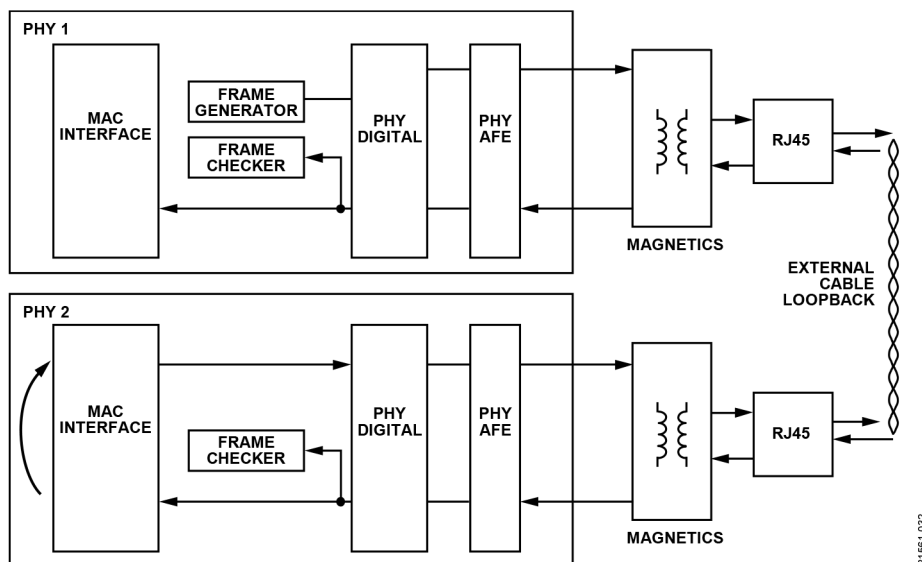 PHY 1
MAC
INTERFACE
FRAME
GENERATOR
FRAME
CHECKER
PHY
DIGITAL
PHY
AFE
MAGNETICS
RJ45
EXTERNAL
CABLE
LOOPBACK
PHY 2
MAC
INTERFACE
FRAME
CHECKER
PHY
DIGITAL
PHY
AFE
MAGNETICS
RJ45